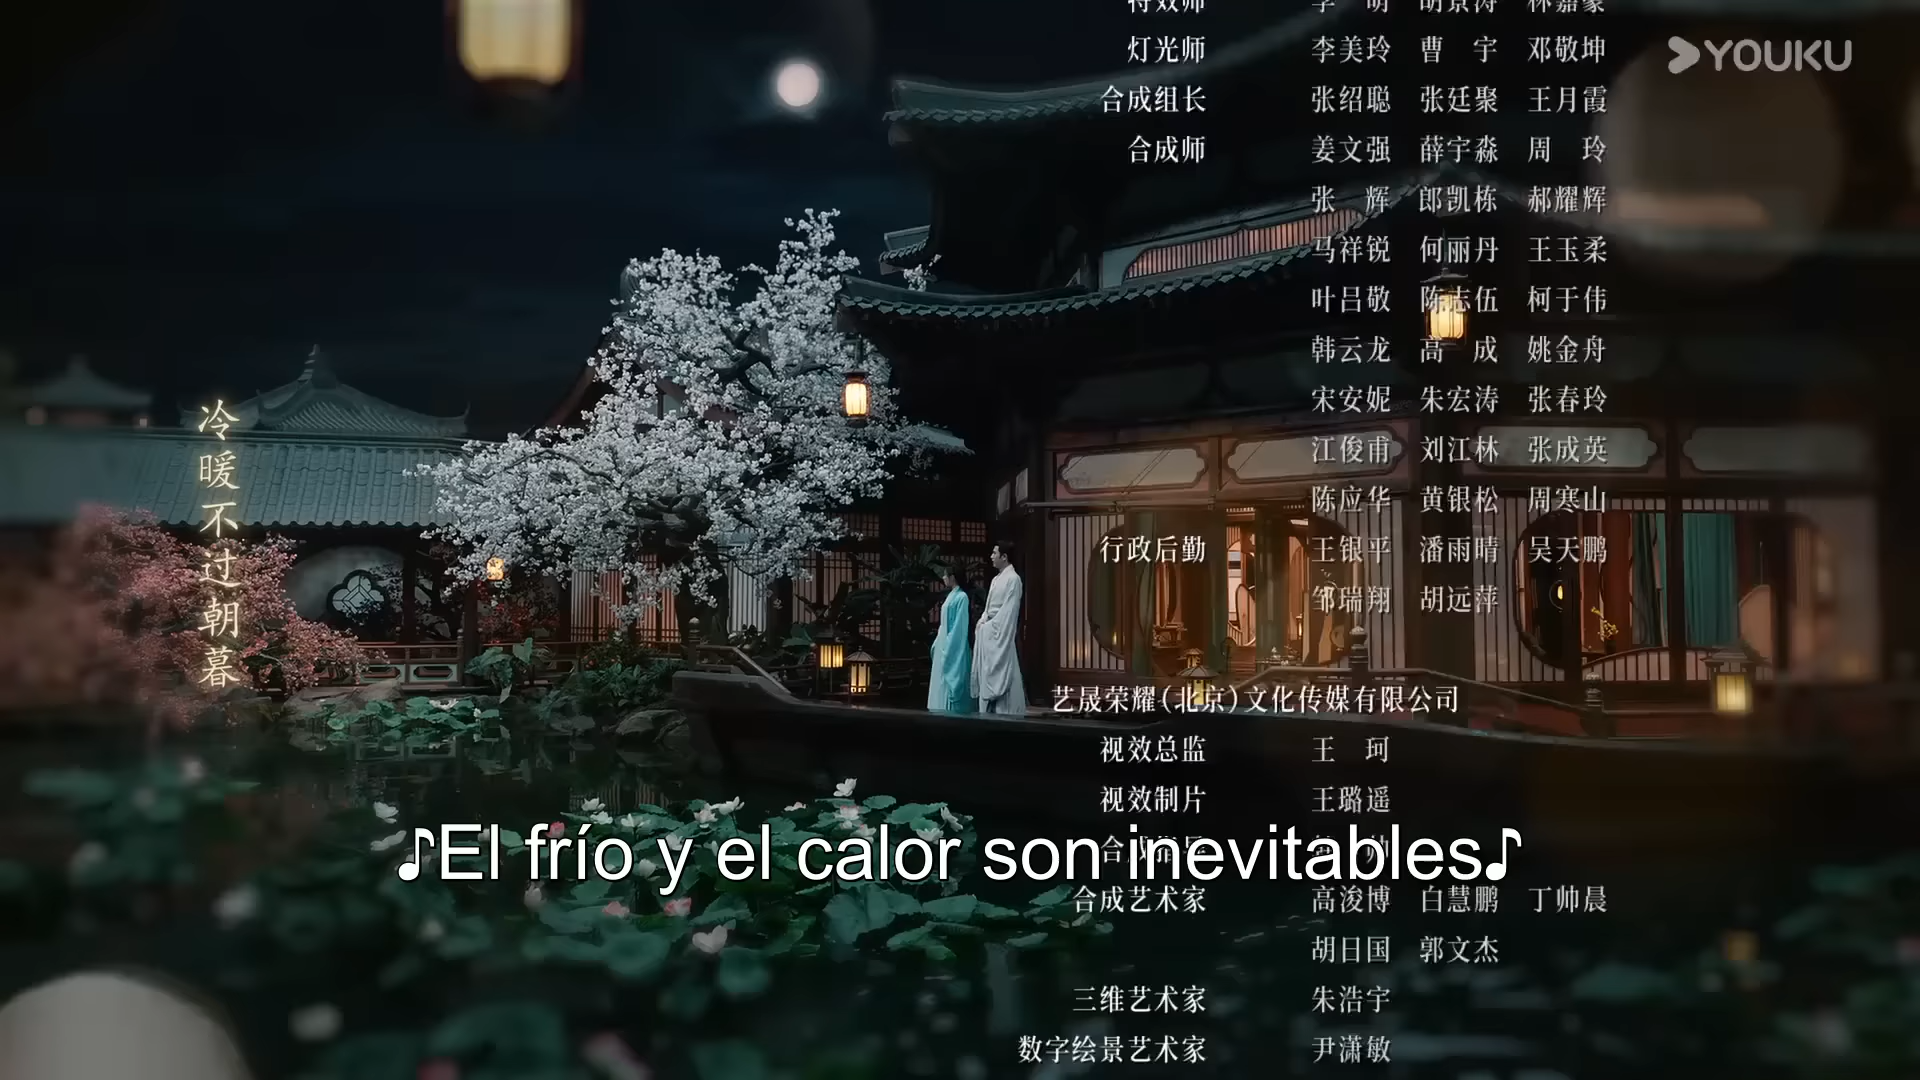 YOUKU
灯光师 李美玲 曹 宇 邓敬坤
合成组长 张绍聪 张廷聚 王月霞
合成师 姜文强 薛宇淼 周 玲
张 辉 郎凯栋 郝耀辉
马祥锐 何丽丹 王玉柔
叶吕敬 陈志伍 柯于伟
韩云龙 高 成 姚金舟
宋安妮 朱宏涛 张春玲
江俊甫 刘江林 张成英
陈应华 黄银松 周寒山
行政后勤 王银平 潘雨晴 吴天鹏
邹瑞翔 胡远萍
冷暖不过朝暮
艺晟荣耀(北京)文化传媒有限公司
视效总监 王 珂
视效制片 王璐遥
♪El frío y el calor son inevitables♪
合成艺术家 高浚博 白慧鹏 丁帅晨
胡日国 郭文杰
三维艺术家 朱浩宇
数字绘景艺术家 尹潇敏